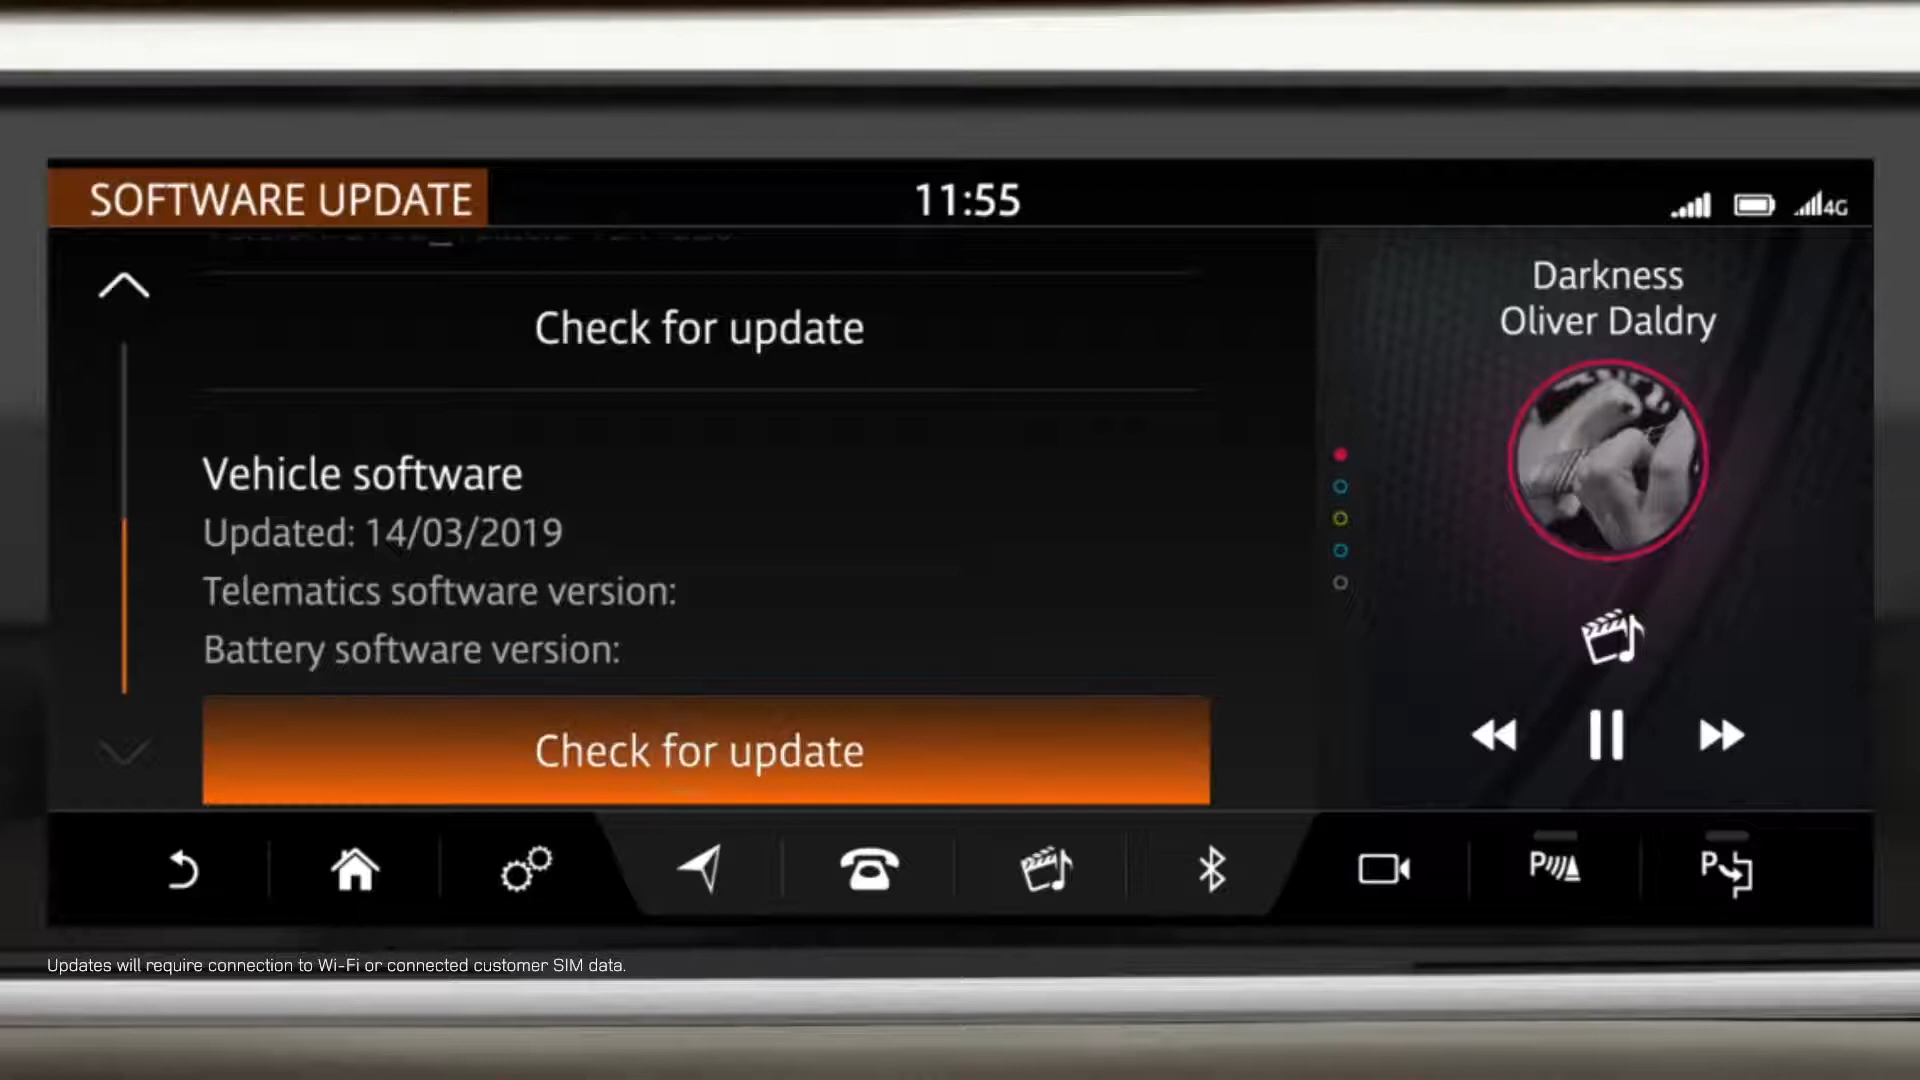 SOFTWARE UPDATE
11:55
4G
Check for update
Vehicle software
Updated: 14/03/2019
Telematics software version:
Battery software version:
Check for update
Darkness
Oliver Daldry
P
P
Updates will require connection to Wi-Fi or connected customer SIM data.